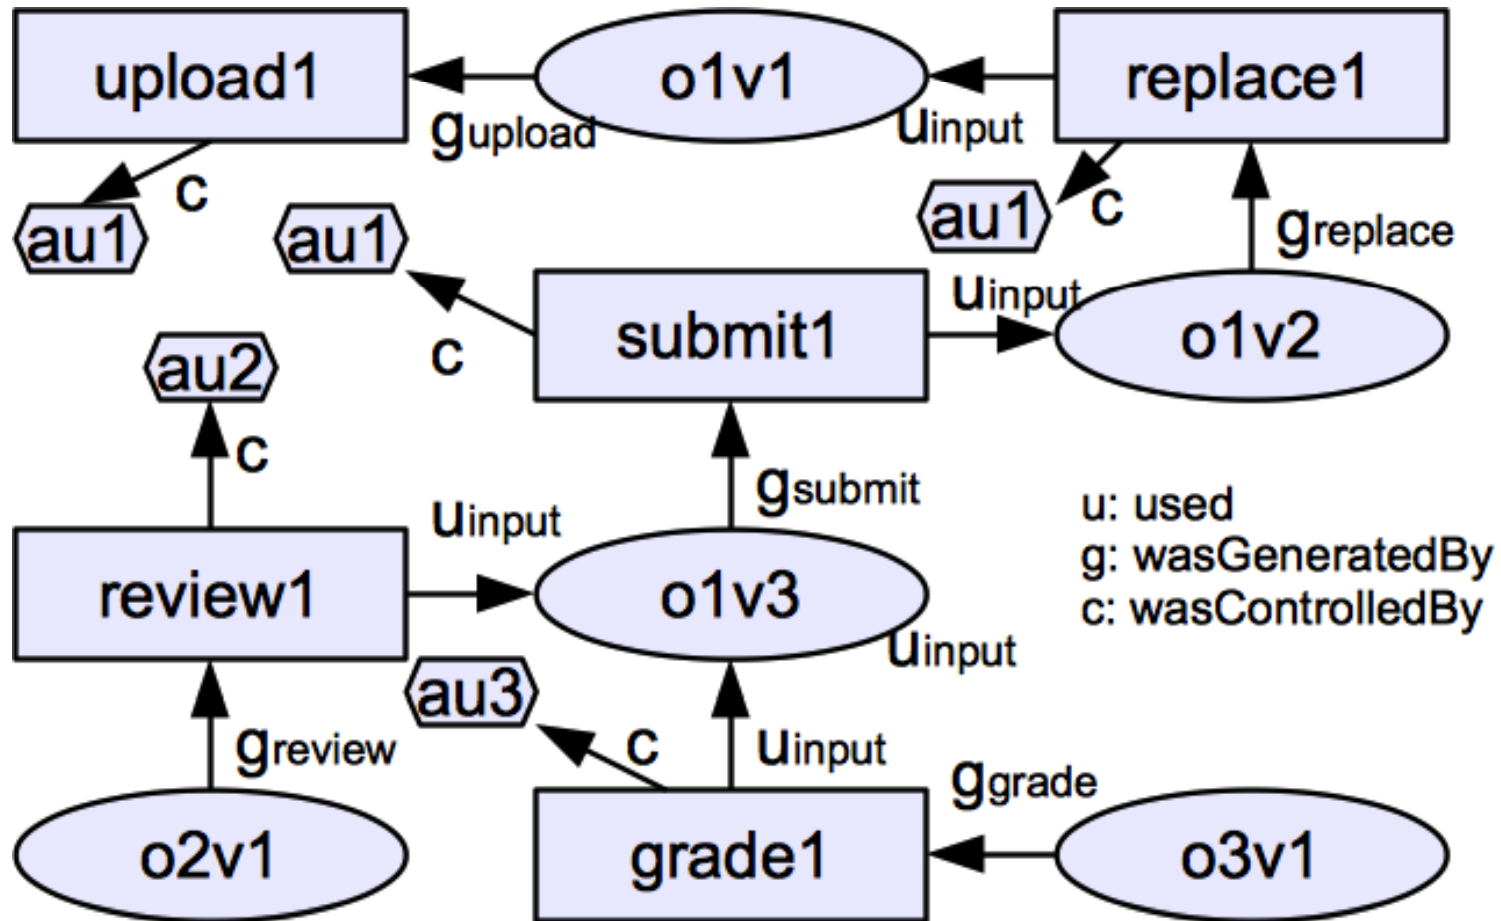 upload1
o1v1
replace1
gupload
uinput
c
au1
au1
au1
c
greplace
submit1
uinput
o1v2
c
au2
c
gsubmit
uinput
u: used
g: wasGeneratedBy
c: wasControlledBy
review1
o1v3
uinput
au3
greview
c
uinput
ggrade
o2v1
grade1
o3v1